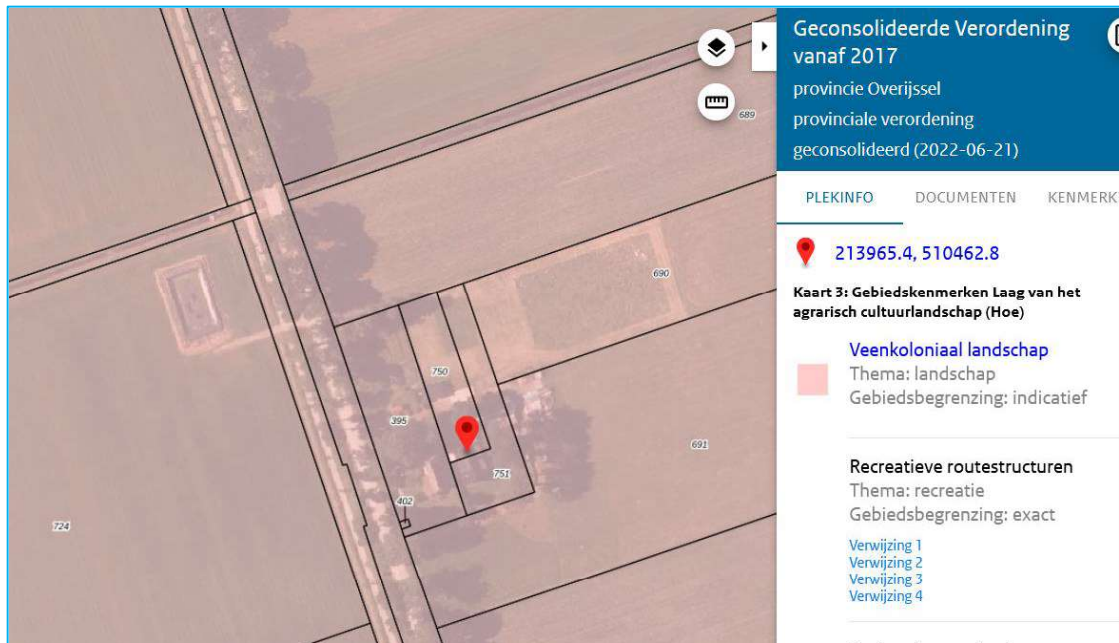 689
690
750
395
691
751
402
724
Geconsolideerde Verordening
vanaf 2017
provincie Overijssel
provinciale verordening
geconsolideerd (2022-06-21)
PLEKINFO DOCUMENTEN KENMERK
213965.4, 510462.8
Kaart 3: Gebiedskenmerken Laag van het
agrarisch cultuurlandschap (Hoe)
Veenkoloniaal landschap
Thema: landschap
Gebiedsbegrenzing: indicatief
Recreatieve routestructuren
Thema: recreatie
Gebiedsbegrenzing: exact
Verwijzing 1
Verwijzing 2
Verwijzing 3
Verwijzing 4